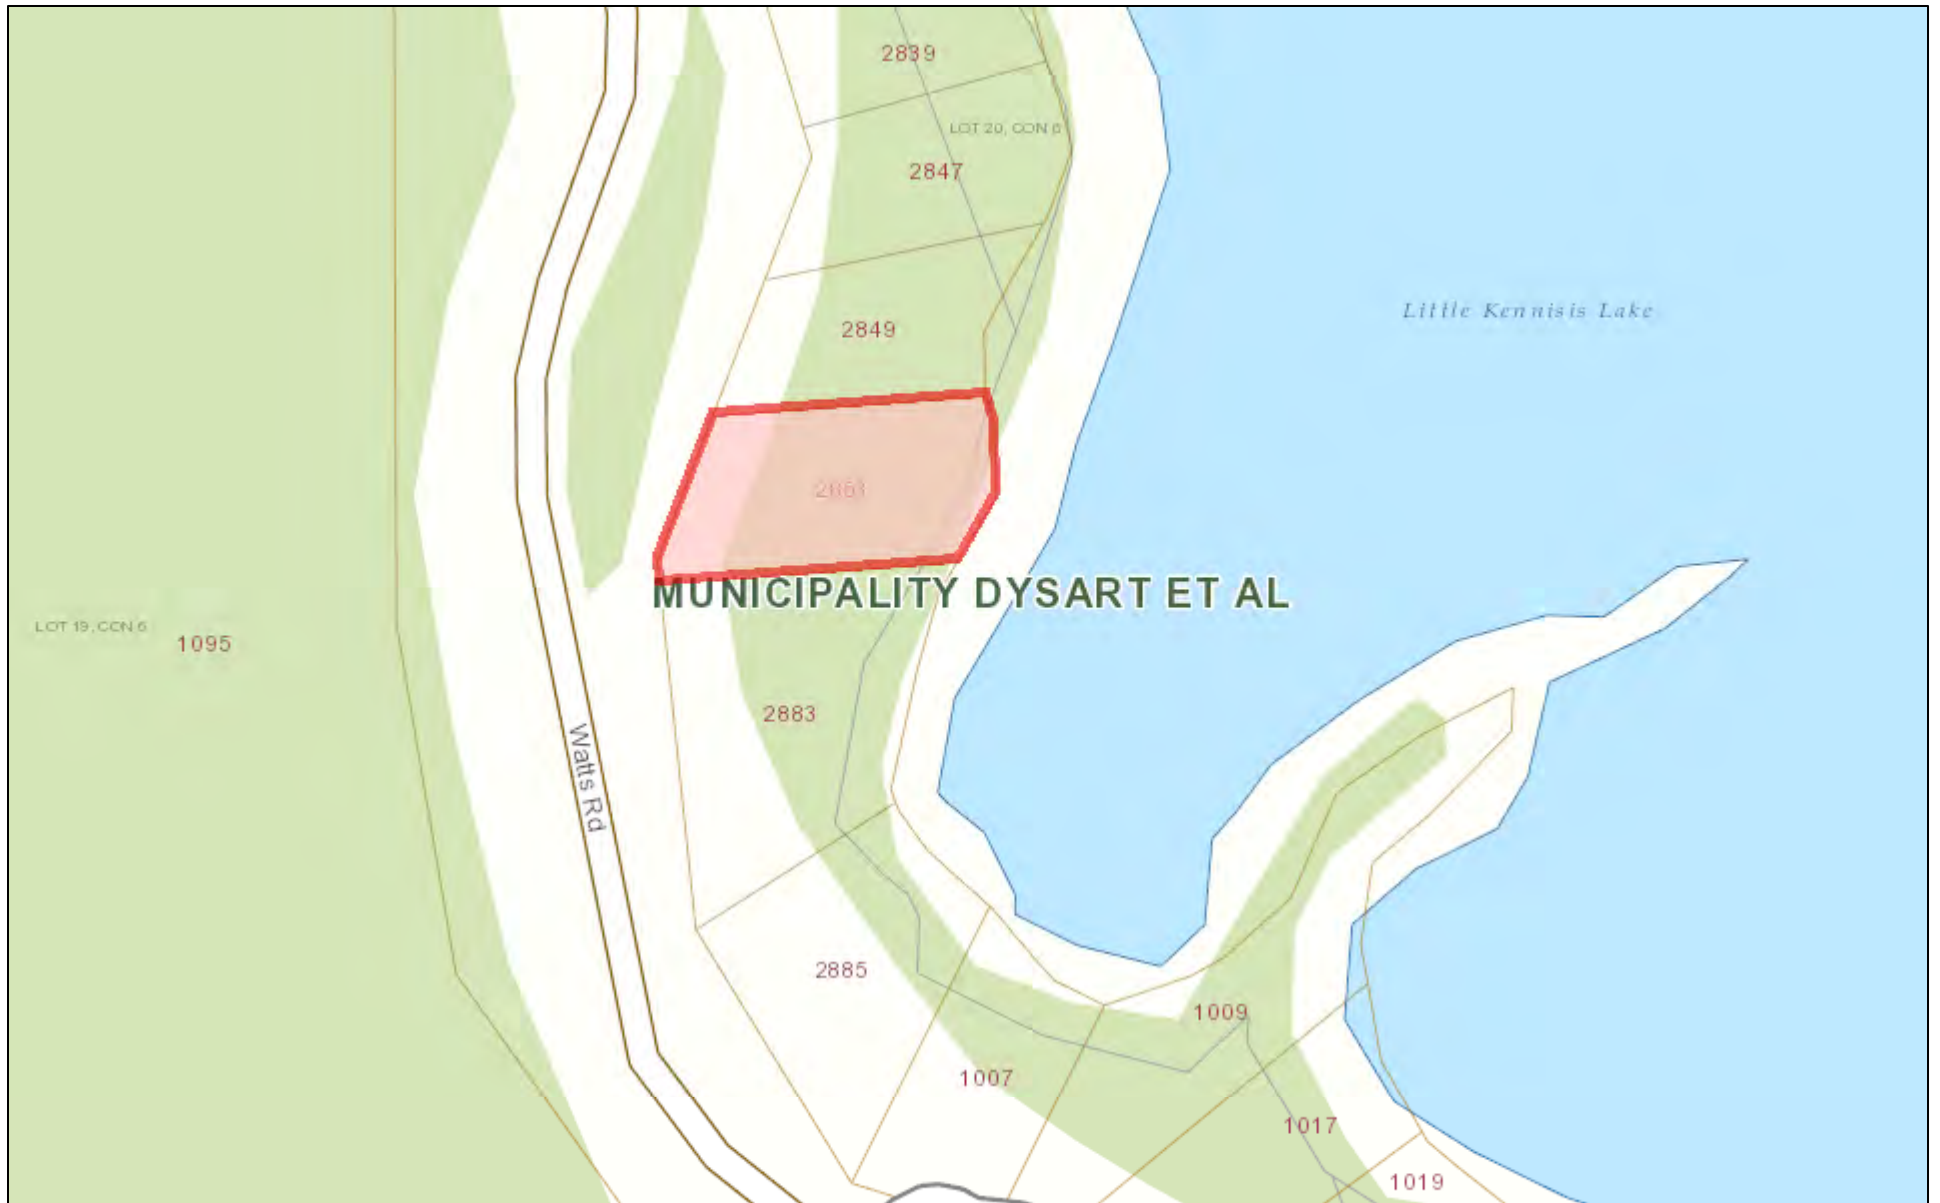 2839
LOT 20, CON 6
2847
Little Kennisis Lake
2849
MUNICIPALITY DYSART ET AL
LOT 19, CON 6
1095
2883
Watts Rd
2885
1009
1007
1017
1019